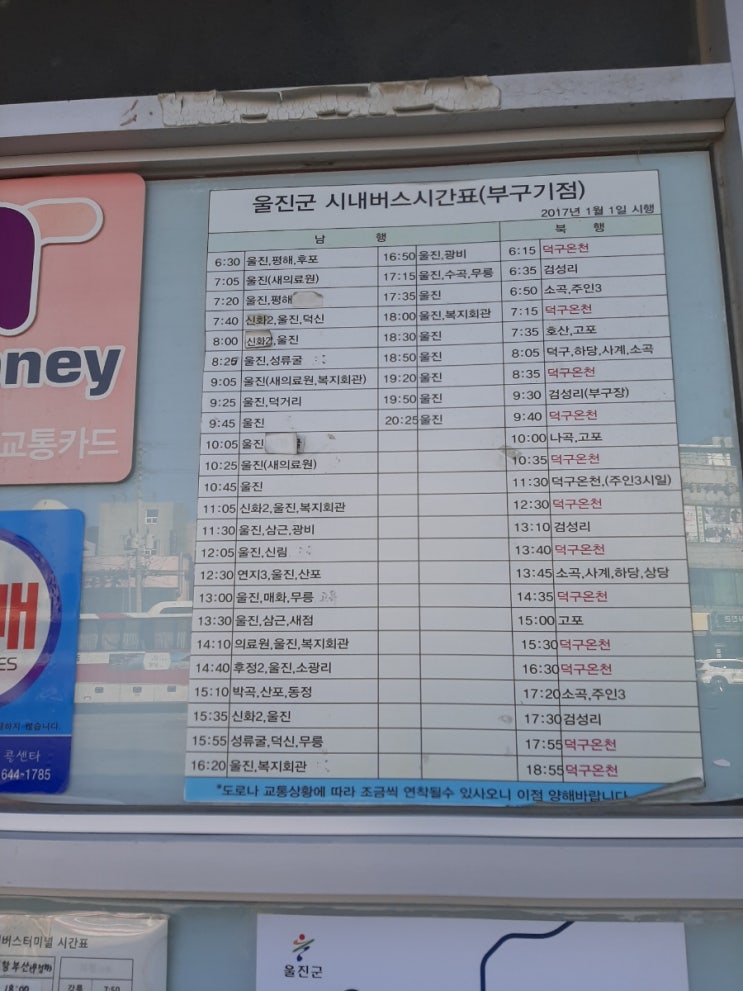 ney
교통카드
매
ES
하지 않습니다.
콜센타
644-1785
울진군 시내버스시간표(부구기점)
2017년 1월 1일 시행
남 행 북 행
6:30 울진,평해,후포 16:50 울진,광비 6:15 덕구온천
7:05 울진(새의료원) 17:15 울진,수곡,무릉 6:35 검성리
7:20 울진,평해 17:35 울진 6:50 소곡,주인3
7:40 신화2,울진,덕신 18:00 울진,복지회관 7:15 덕구온천
8:00 신화2,울진 18:30 울진 7:35 호산,고포
8:20 울진,성류굴 18:50 울진 8:05 덕구,하당,사계,소곡
9:05 울진(새의료원,복지회관) 19:20 울진 8:35 덕구온천
9:25 울진,덕거리 19:50 울진 9:30 검성리(부구장)
9:45 울진 20:25 울진 9:40 덕구온천
10:05 울진 10:00 나곡,고포
10:25 울진(새의료원) 10:35 덕구온천
10:45 울진 11:30 덕구온천,(주인3시일)
11:05 신화2,울진,복지회관 12:30 덕구온천
11:30 울진,삼근,광비 13:10 검성리
12:05 울진,신림 13:40 덕구온천
12:30 연지3,울진,산포 13:45 소곡,사계,하당,상당
13:00 울진,매화,무릉 14:35 덕구온천
13:30 울진,삼근,새점 15:00 고포
14:10 의료원,울진,복지회관 15:30 덕구온천
14:40 후정2,울진,소광리 16:30 덕구온천
15:10 박곡,산포,동정 17:20 소곡,주인3
15:35 신화2,울진 17:30 검성리
15:55 성류굴,덕신,무릉 17:55 덕구온천
16:20 울진,복지회관 18:55 덕구온천
*도로나 교통상황에 따라 조금씩 연착될수 있사오니 이점 양해바랍니다
버스터미널 시간표
울진군